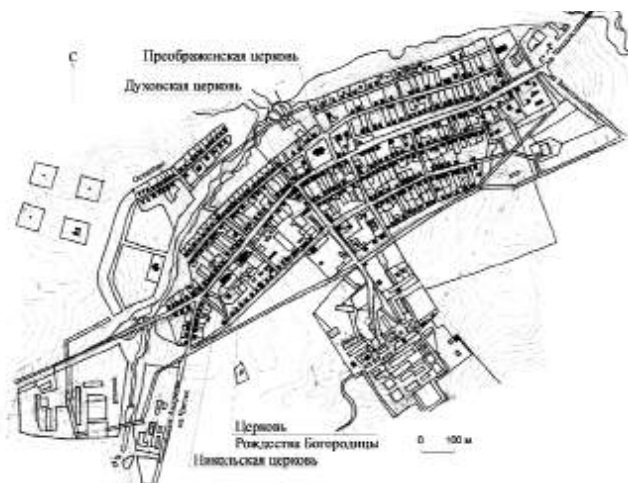 С
Преображенская церковь
Духовская церковь
Церковь
Рождества Богородицы
Никольская церковь
0 100 м